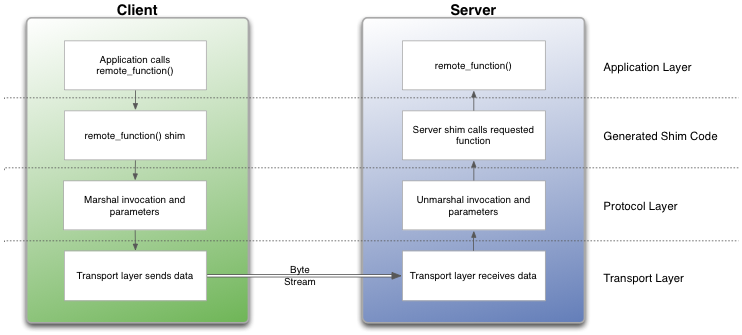 Client
Server
Application calls
remote_function()
remote_function()
Application Layer
remote_function() shim
Server shim calls requested
function
Generated Shim Code
Marshal invocation and
parameters
Unmarshal invocation and
parameters
Protocol Layer
Transport layer sends data
Byte
Stream
Transport layer receives data
Transport Layer